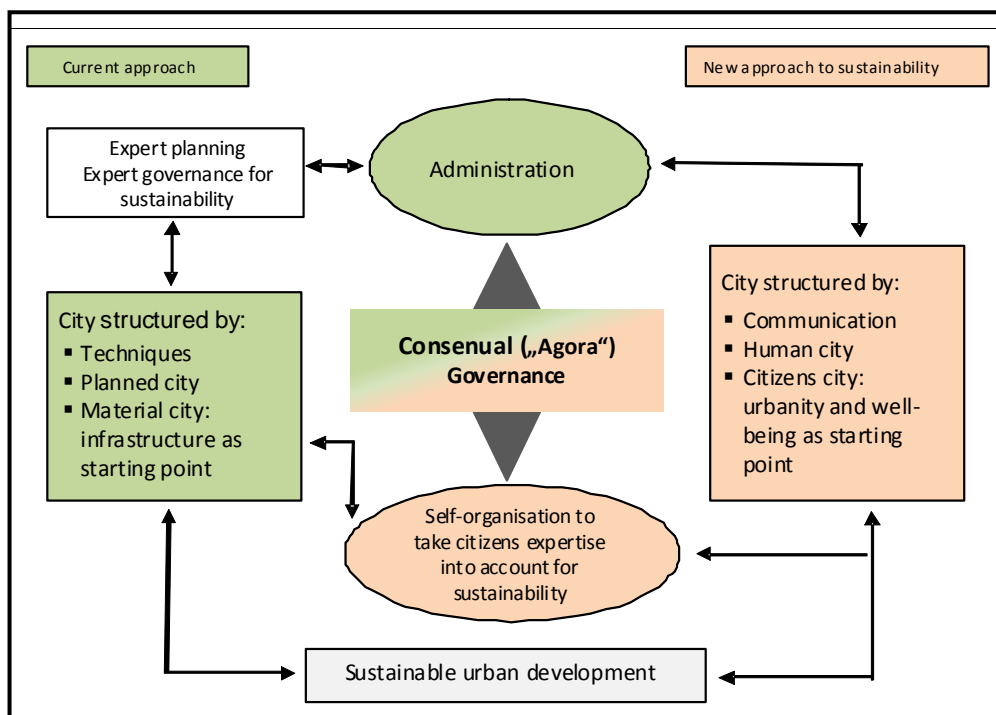 Current approach
New approach to sustainability
Expert planning
Expert governance for
sustainability
Administration
City structured by:
▪ Techniques
▪ Planned city
▪ Material city:
infrastructure as
starting point
Consenual („Agora“)
Governance
City structured by:
▪ Communication
▪ Human city
▪ Citizens city:
urbanity and well-
being as starting
point
Self-organisation to
take citizens expertise
into account for
sustainability
Sustainable urban development